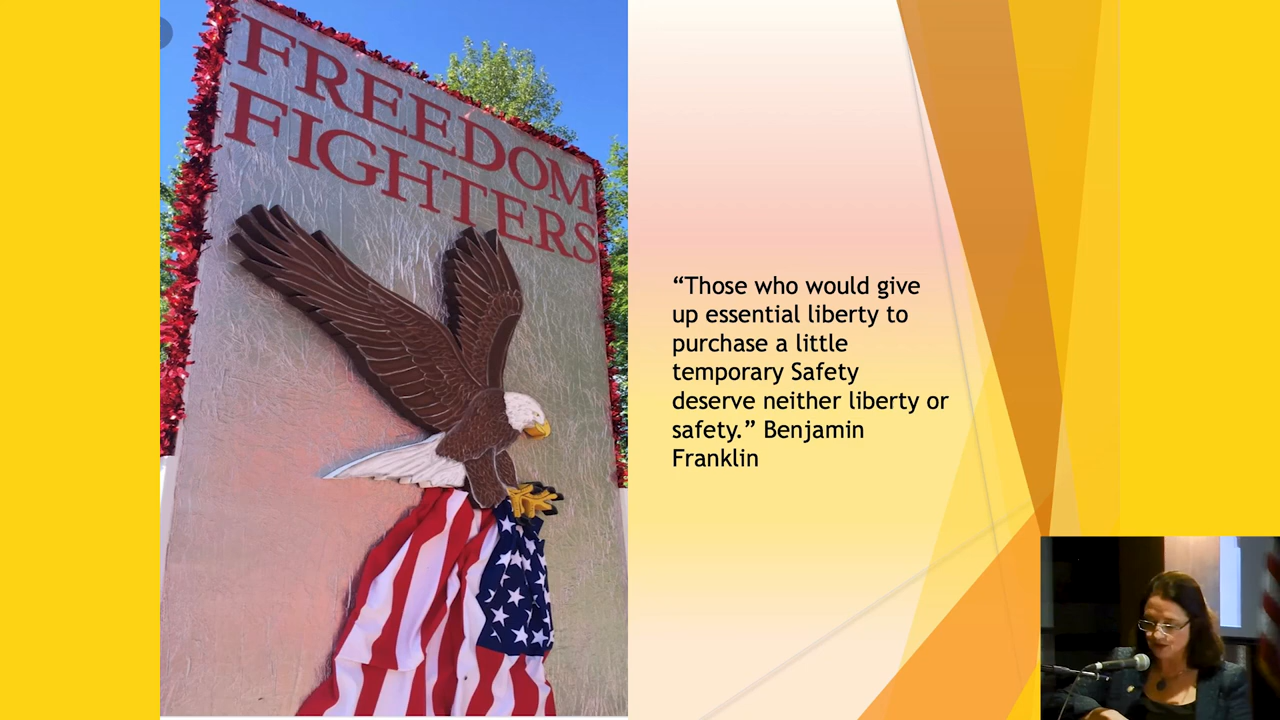 FREEDOM
FIGHTERS
“Those who would give
up essential liberty to
purchase a little
temporary Safety
deserve neither liberty or
safety.” Benjamin
Franklin